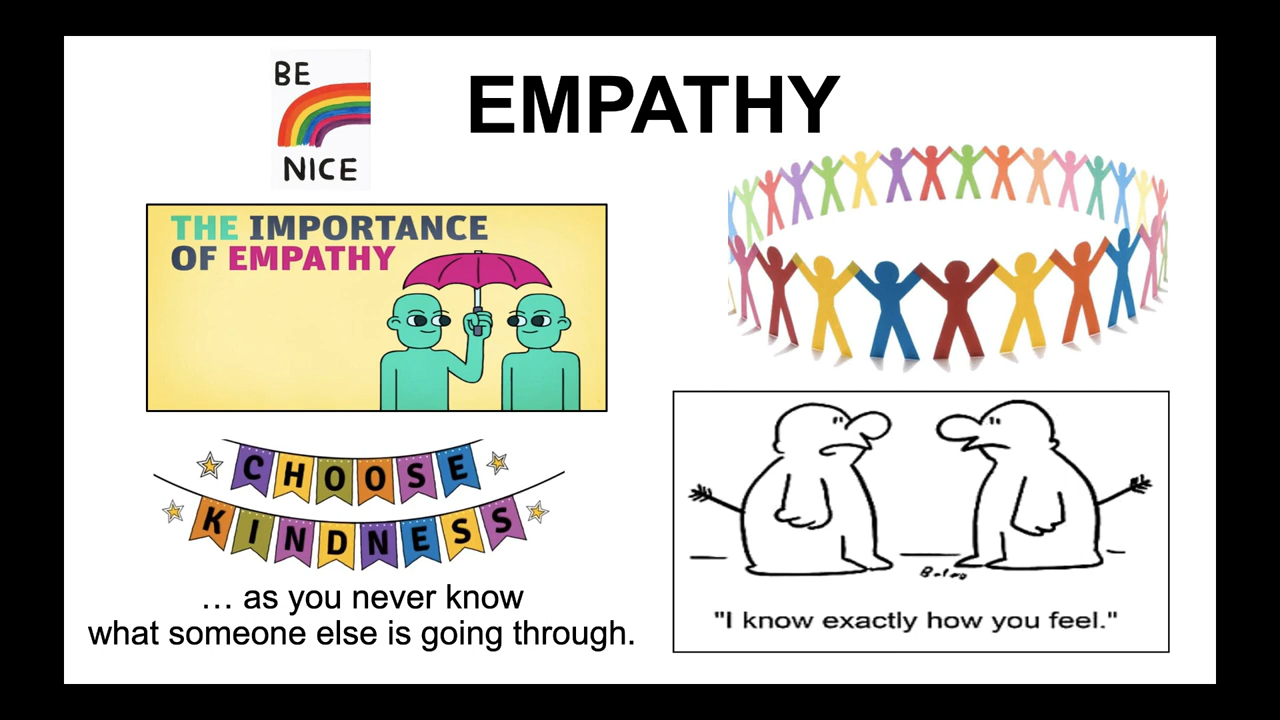 BE
NICE
EMPATHY
THE IMPORTANCE
OF EMPATHY
CHOOSE
KINDNESS
… as you never know
what someone else is going through.
"I know exactly how you feel."